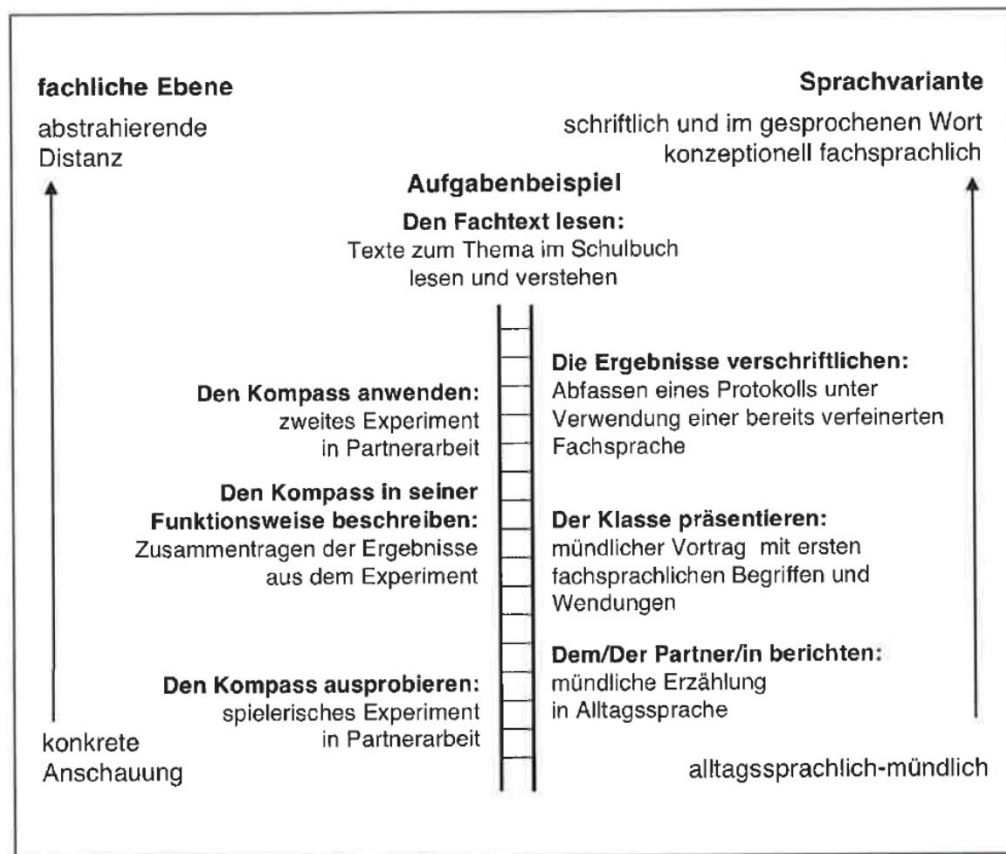 fachliche Ebene
abstrahierende
Distanz
Sprachvariante
schriftlich und im gesprochenen Wort
konzeptionell fachsprachlich
Aufgabenbeispiel
Den Fachtext lesen:
Texte zum Thema im Schulbuch
lesen und verstehen
Die Ergebnisse verschriftlichen:
Abfassen eines Protokolls unter
Verwendung einer bereits verfeinerten
Fachsprache
Den Kompass anwenden:
zweites Experiment
in Partnerarbeit
Den Kompass in seiner
Funktionsweise beschreiben:
Zusammentragen der Ergebnisse
aus dem Experiment
Der Klasse präsentieren:
mündlicher Vortrag mit ersten
fachsprachlichen Begriffen und
Wendungen
Dem/Der Partner/in berichten:
mündliche Erzählung
in Alltagssprache
Den Kompass ausprobieren:
spielerisches Experiment
in Partnerarbeit
konkrete
Anschauung
alltagssprachlich-mündlich